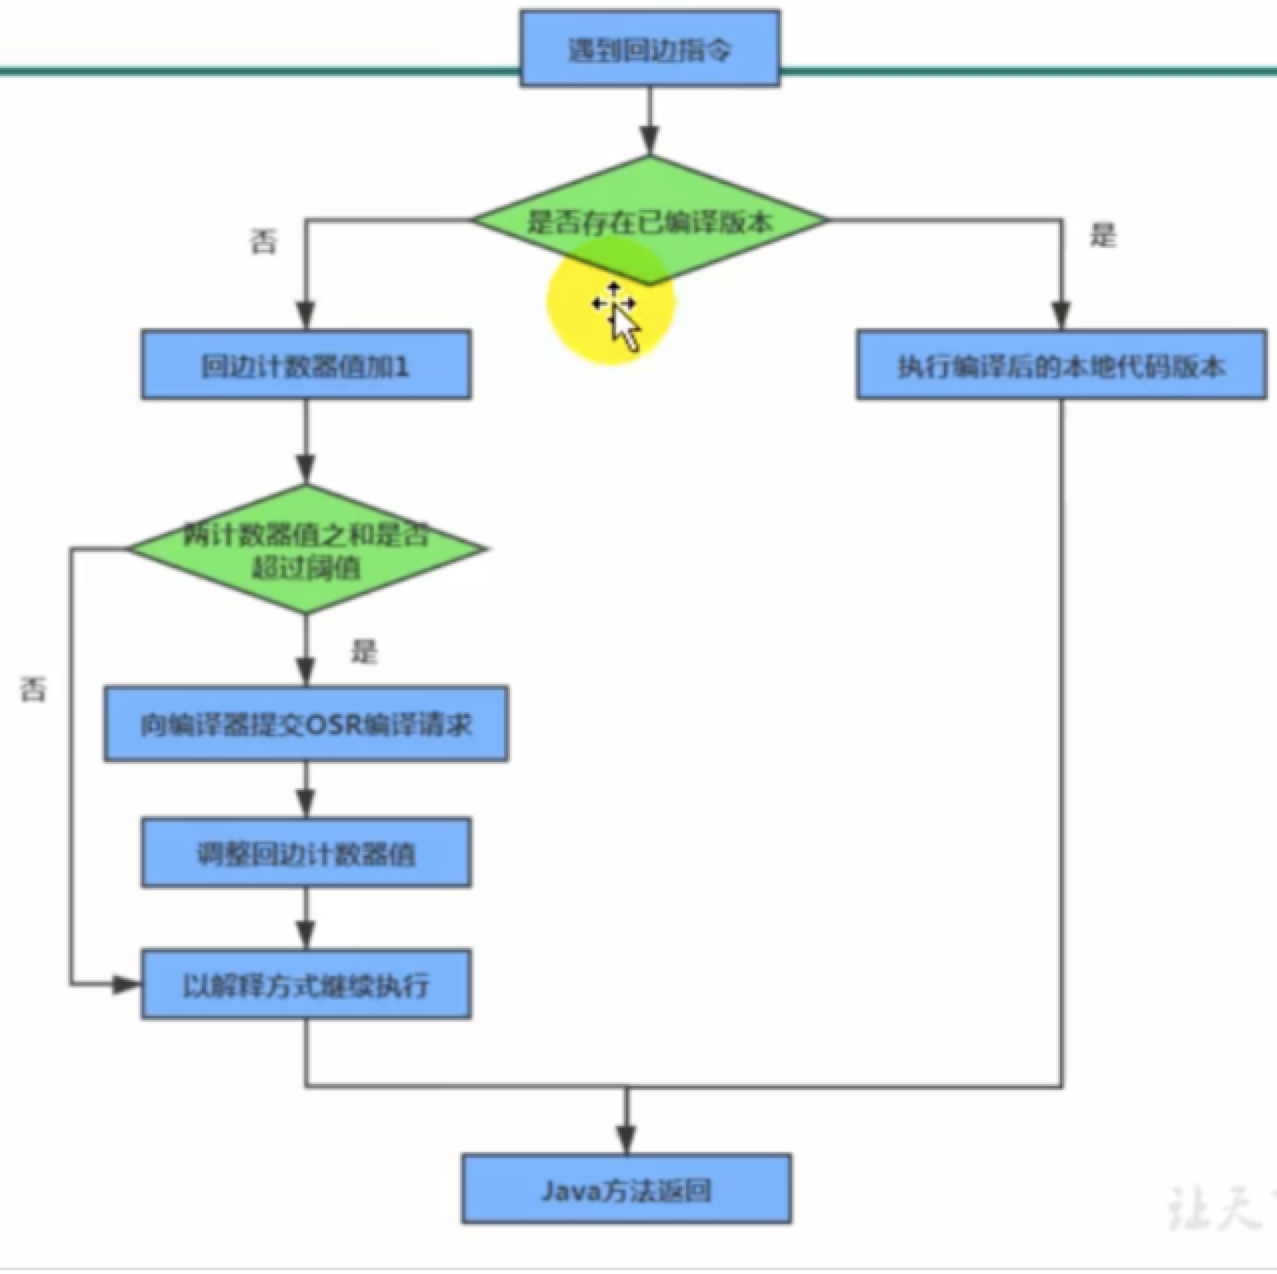 遇到回边指令
是否存在已编译版本
否
是
回边计数器值加1
执行编译后的本地代码版本
两计数器值之和是否
超过阈值
是
否
向编译器提交OSR编译请求
调整回边计数器值
以解释方式继续执行
Java方法返回
让天